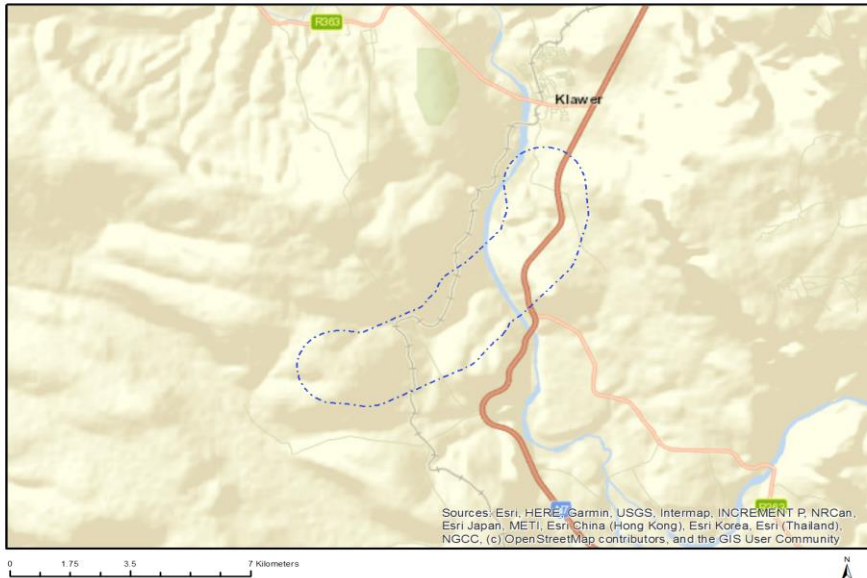 R363
Klawer
Sources: Esri, HERE, Garmin, USGS, Intermap, INCREMENT P, NRCan,
Esri Japan, METI, Esri China (Hong Kong), Esri Korea, Esri (Thailand),
NGCC, (c) OpenStreetMap contributors, and the GIS User Community
0 1.75 3.5 7 Kilometers
N